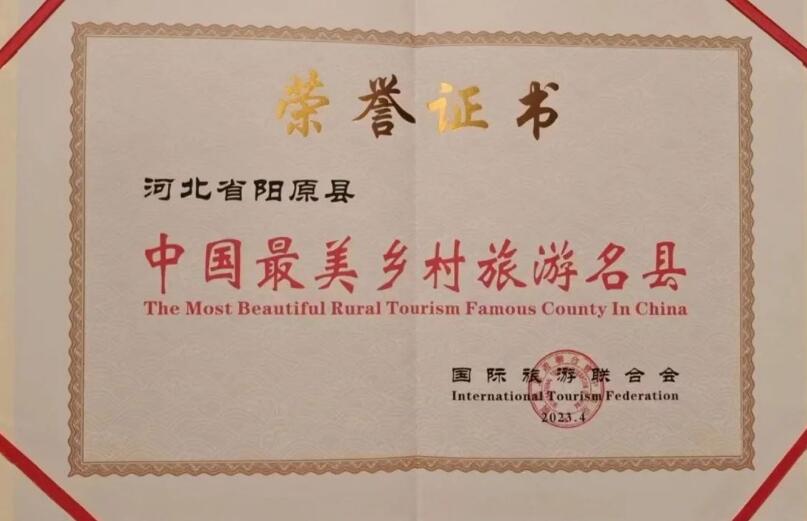 荣誉证书
河北省阳原县
中国最美乡村旅游名县
The Most Beautiful Rural Tourism Famous County In China
国际旅游联合会
International Tourism Federation
2023.4